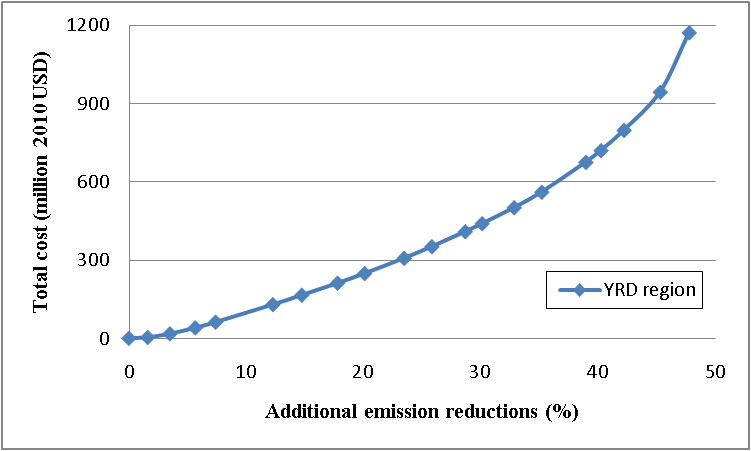 1200
900
600
300
0
Total cost (million 2010 USD)
YRD region
0 10 20 30 40 50
Additional emission reductions (%)